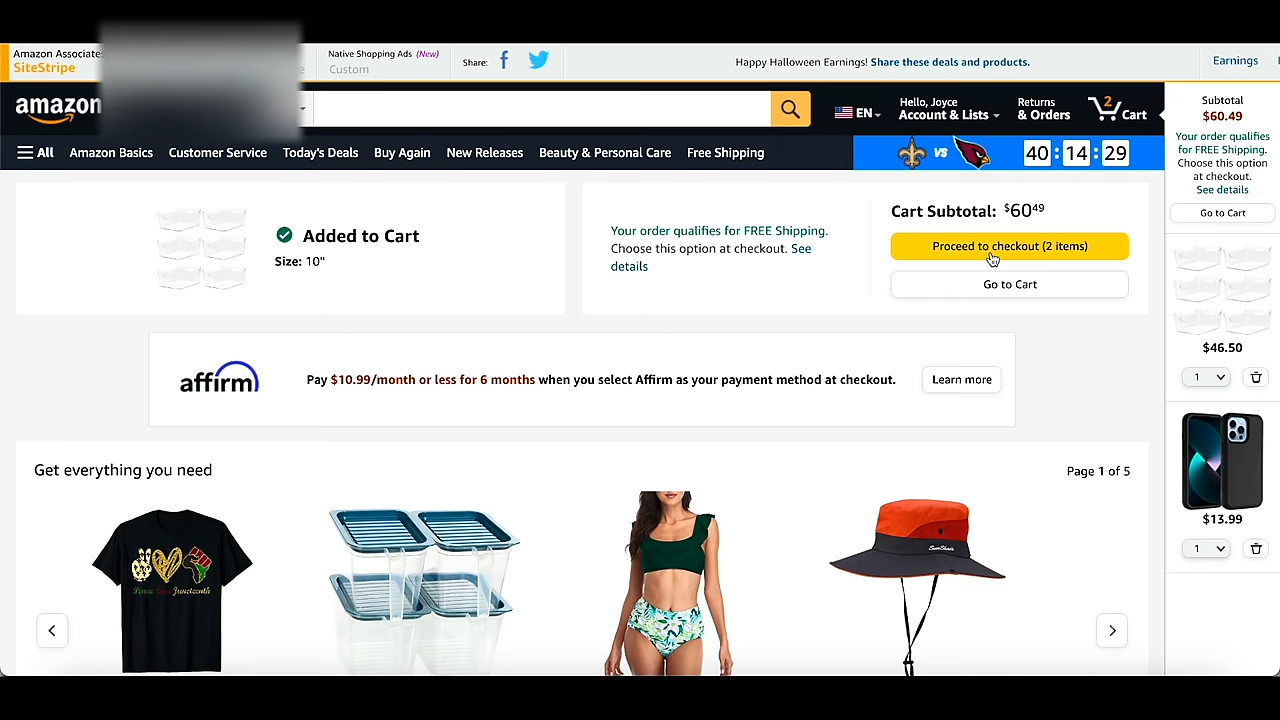 Amazon Associates
SiteStripe
Native Shopping Ads (New)
Custom
Share:
Happy Halloween Earnings! Share these deals and products.
Earnings
amazon
EN
Hello, Joyce
Account & Lists
Returns
& Orders
2
Cart
All
Amazon Basics
Customer Service
Today's Deals
Buy Again
New Releases
Beauty & Personal Care
Free Shipping
VS
40:14:29
Subtotal
$60.49
Your order qualifies
for FREE Shipping.
Choose this option
at checkout.
See details
Go to Cart
$46.50
1
$13.99
1
Added to Cart
Size: 10"
Your order qualifies for FREE Shipping.
Choose this option at checkout. See
details
Cart Subtotal: $60.49
Proceed to checkout (2 items)
Go to Cart
affirm
Pay $10.99/month or less for 6 months when you select Affirm as your payment method at checkout.
Learn more
Get everything you need
Page 1 of 5
Peace Love Juneteenth